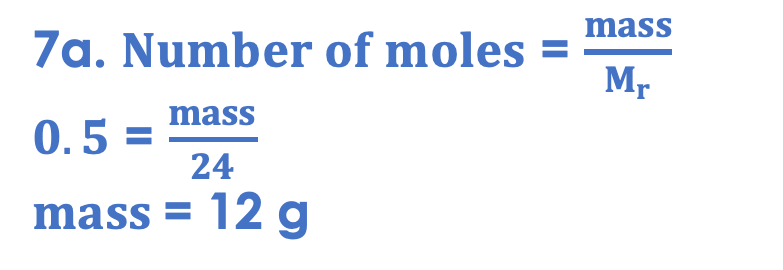 7a. Number of moles = mass/Mr
0.5 = mass/24
mass = 12 g